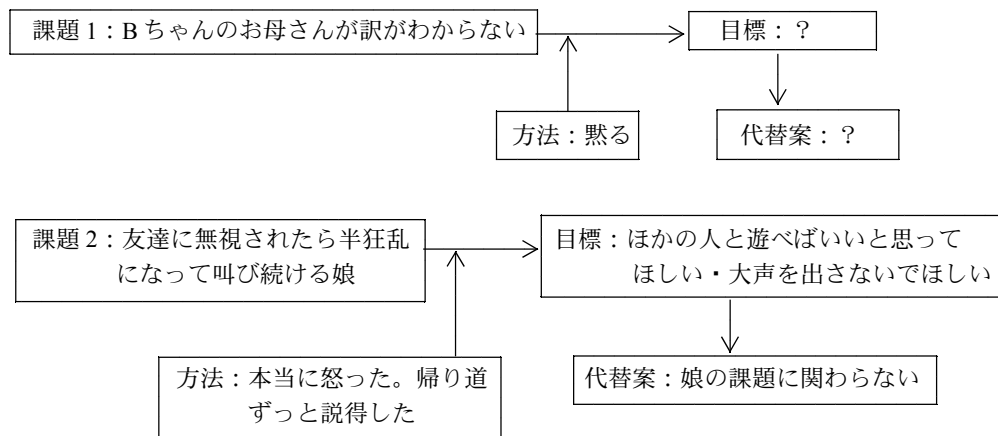 課題1：Bちゃんのお母さんが訳がわからない
目標：？
方法：黙る
代替案：？
課題2：友達に無視されたら半狂乱
になって叫び続ける娘
目標：ほかの人と遊べばいいと思って
ほしい・大声を出さないでほしい
方法：本当に怒った。帰り道
ずっと説得した
代替案：娘の課題に関わらない